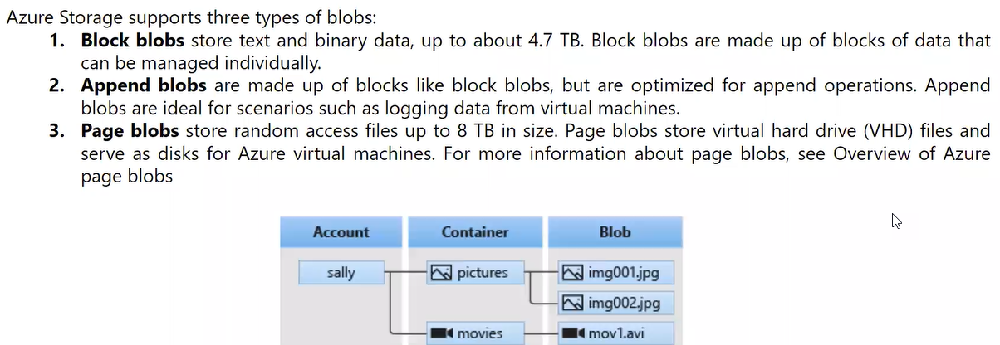 Azure Storage supports three types of blobs:
1. Block blobs store text and binary data, up to about 4.7 TB. Block blobs are made up of blocks of data that
can be managed individually.
2. Append blobs are made up of blocks like block blobs, but are optimized for append operations. Append
blobs are ideal for scenarios such as logging data from virtual machines.
3. Page blobs store random access files up to 8 TB in size. Page blobs store virtual hard drive (VHD) files and
serve as disks for Azure virtual machines. For more information about page blobs, see Overview of Azure
page blobs
Account Container Blob
sally pictures img001.jpg
img002.jpg
movies mov1.avi